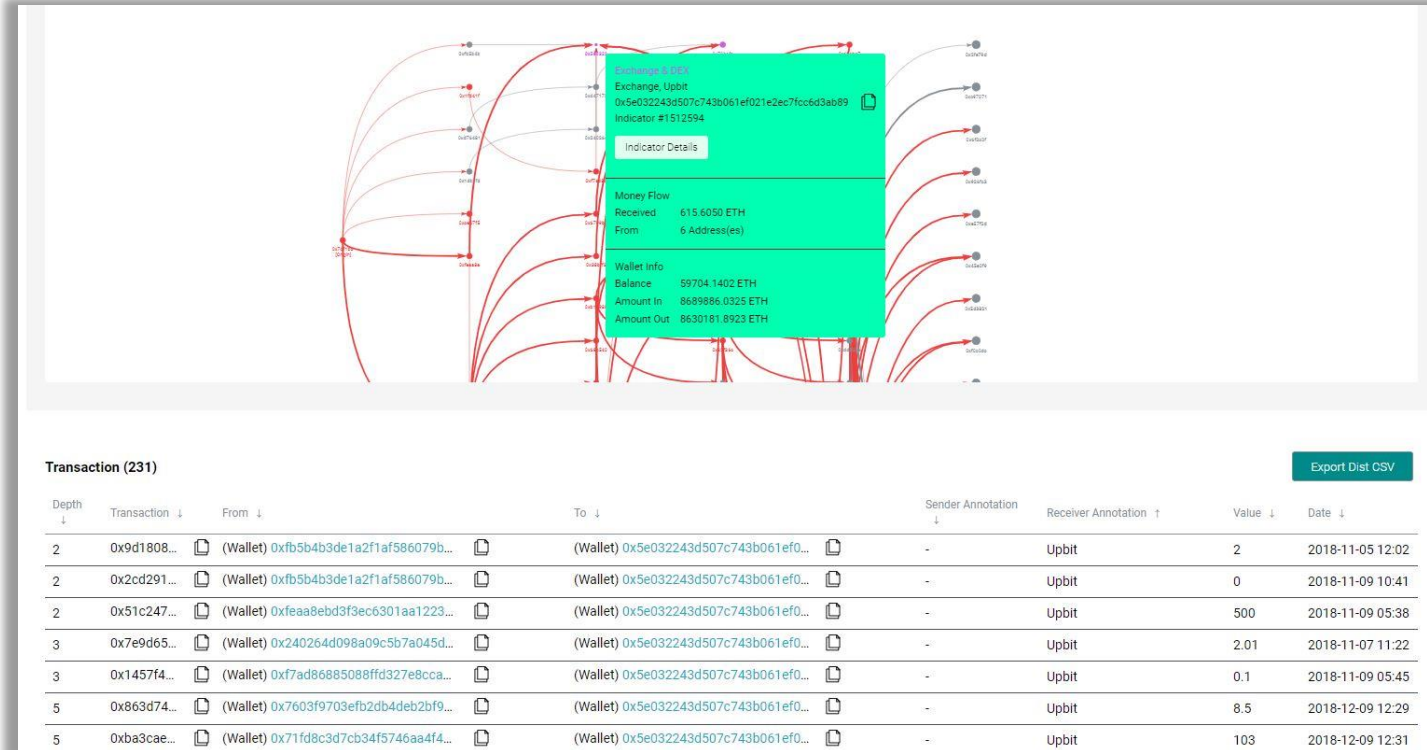 Exchange & DEX
Exchange, Upbit
0x5e032243d507c743b061ef021e2ec7fcc6d3ab89
Indicator #1512594
Indicator Details
Money Flow
Received 615.6050 ETH
From 6 Address(es)
Wallet Info
Balance 59704.1402 ETH
Amount In 8689886.0325 ETH
Amount Out 8630181.8923 ETH
Transaction (231)
Export Dist CSV
Depth ↓ Transaction ↓ From ↓ To ↓ Sender Annotation ↓ Receiver Annotation ↑ Value ↓ Date ↓
2 0x9d1808... (Wallet) 0xfb5b4b3de1a2f1af586079b... (Wallet) 0x5e032243d507c743b061ef0... - Upbit 2 2018-11-05 12:02
2 0x2cd291... (Wallet) 0xfb5b4b3de1a2f1af586079b... (Wallet) 0x5e032243d507c743b061ef0... - Upbit 0 2018-11-09 10:41
2 0x51c247... (Wallet) 0xfeaa8ebd3f3ec6301aa1223... (Wallet) 0x5e032243d507c743b061ef0... - Upbit 500 2018-11-09 05:38
3 0x7e9d65... (Wallet) 0x240264d098a09c5b7a045d... (Wallet) 0x5e032243d507c743b061ef0... - Upbit 2.01 2018-11-07 11:22
3 0x1457f4... (Wallet) 0xf7ad86885088ffd327e8cca... (Wallet) 0x5e032243d507c743b061ef0... - Upbit 0.1 2018-11-09 05:45
5 0x863d74... (Wallet) 0x7603f9703efb2db4deb2bf9... (Wallet) 0x5e032243d507c743b061ef0... - Upbit 8.5 2018-12-09 12:29
5 0xba3cae... (Wallet) 0x71fd8c3d7cb34f5746aa4f4... (Wallet) 0x5e032243d507c743b061ef0... - Upbit 103 2018-12-09 12:31